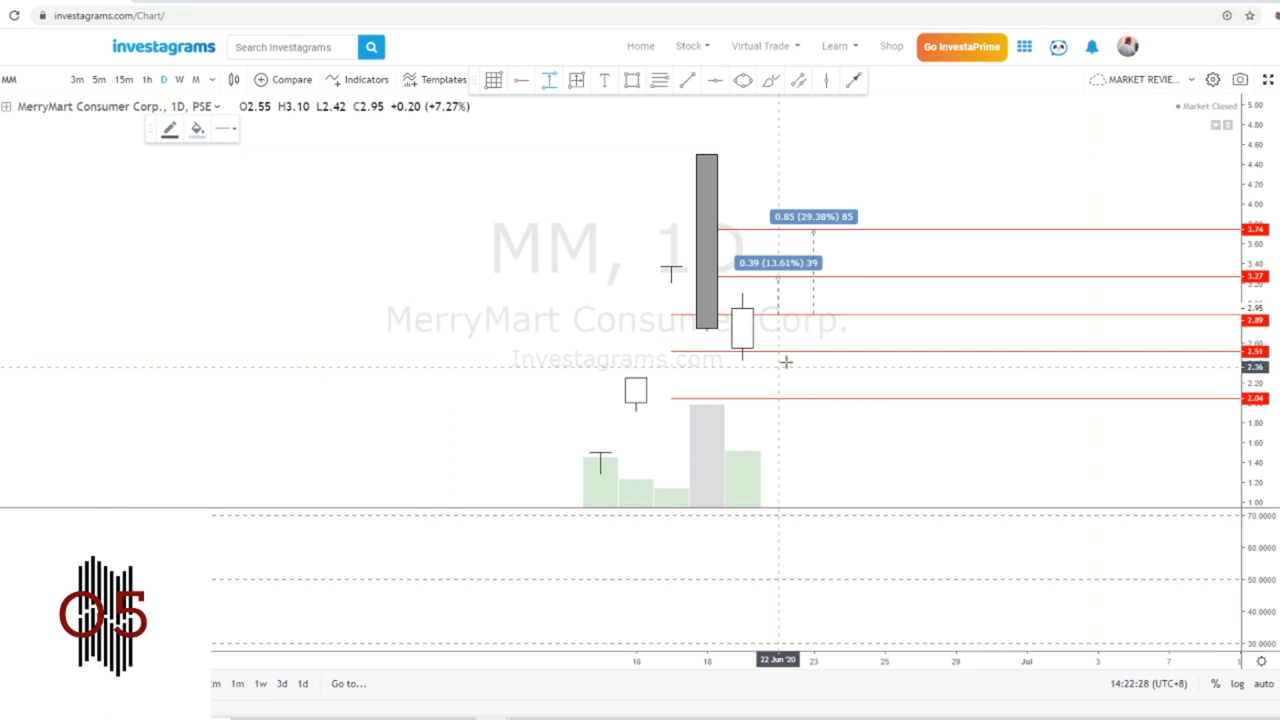 investagrams.com/Chart/
investagrams Search Investagrams Home Stock Virtual Trade Learn Shop Go InvestaPrime
MM 3m 5m 15m 1h D W M Compare Indicators Templates MARKET REVIE...
MerryMart Consumer Corp., 1D, PSE O2.55 H3.10 L2.42 C2.95 +0.20 (+7.27%) Market Closed
5.00
4.80
4.60
4.40
4.20
4.00
0.85 (29.38%) 85
3.74
3.60
MM, 1D
0.39 (13.61%) 39
3.40
3.27
3.20
2.95
MerryMart Consumer Corp.
2.89
2.60
2.51
Investagrams.com
2.36
2.20
2.04
1.80
1.60
1.40
1.20
1.00
70.0000
60.0000
50.0000
40.0000
30.0000
05
16 18 22 Jun '20 23 25 29 Jul 3 7
1m 1w 3d 1d Go to... 14:22:28 (UTC+8) % log auto